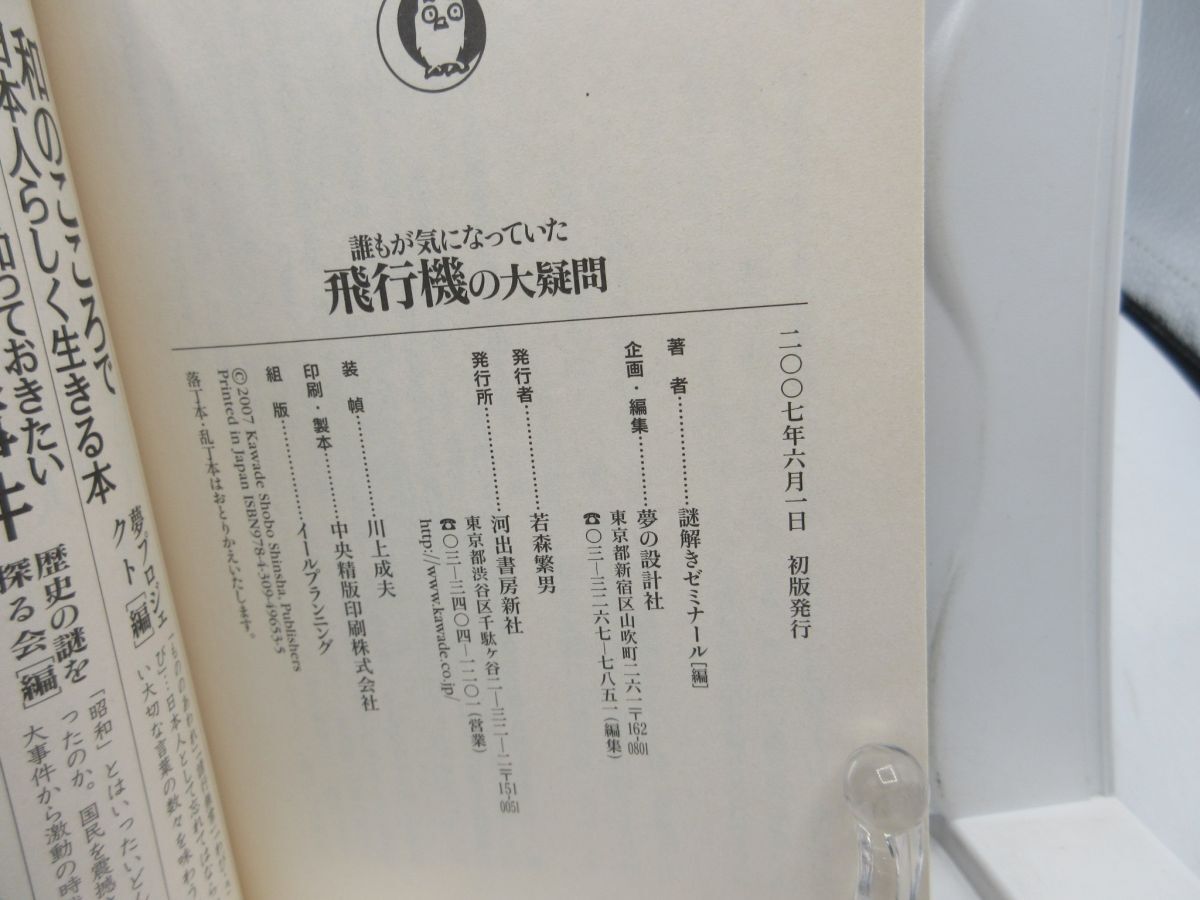 誰もが気になっていた
飛行機の大疑問
二〇〇七年六月一日 初版発行
著者………………謎解きゼミナール[編]
企画・編集………夢の設計社
東京都新宿区山吹町二六一〒162-0801
☎〇三―三二六七―七八五一(編集)
発行者……………若森繁男
発行所……………河出書房新社
東京都渋谷区千駄ヶ谷二―三二―二〒151-0051
☎〇三―三四〇四―一二〇一(営業)
http://www.kawade.co.jp/
装幀………………川上成夫
印刷・製本………中央精版印刷株式会社
組版………………イールプランニング
©2007 Kawade Shobo Shinsha, Publishers
Printed in Japan ISBN978-4-309-49653-5
落丁本・乱丁本はおとりかえいたします。
和のこころで
日本人らしく生きる本
夢プロジェクト[編]
い大切な言葉の数々を味わう
知っておきたい
歴史の謎を
探る会[編]
「昭和」とはいったいどん
ったのか。国民を震撼
大事件から激動の時